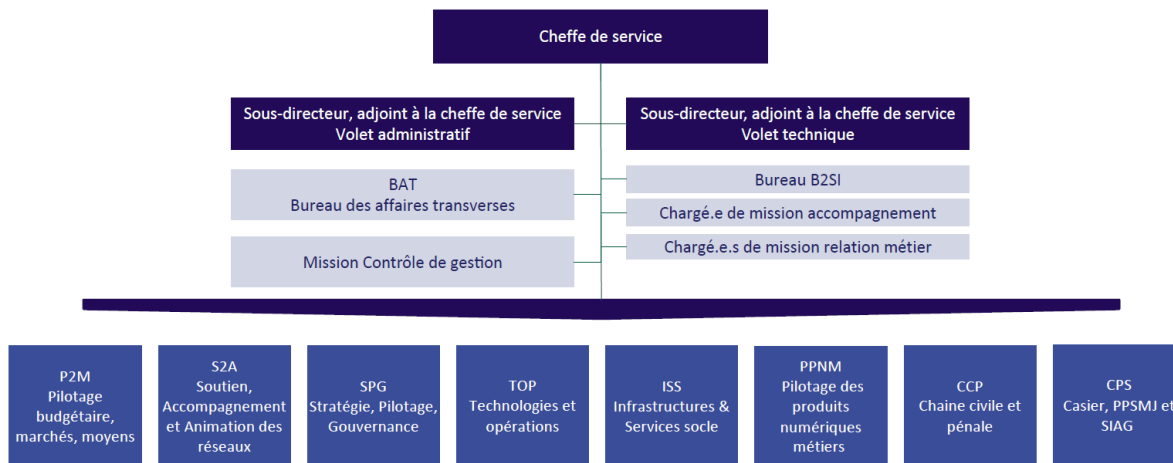 Cheffe de service
Sous-directeur, adjoint à la cheffe de service
Volet administratif
Sous-directeur, adjoint à la cheffe de service
Volet technique
BAT
Bureau des affaires transverses
Mission Contrôle de gestion
Bureau B2SI
Chargé.e de mission accompagnement
Chargé.e.s de mission relation métier
P2M
Pilotage
budgétaire,
marchés, moyens
S2A
Soutien,
Accompagnement
et Animation des
réseaux
SPG
Stratégie, Pilotage,
Gouvernance
TOP
Technologies et
opérations
ISS
Infrastructures &
Services socle
PPNM
Pilotage des
produits
numériques
métiers
CCP
Chaine civile et
pénale
CPS
Casier, PPSMJ et
SIAG